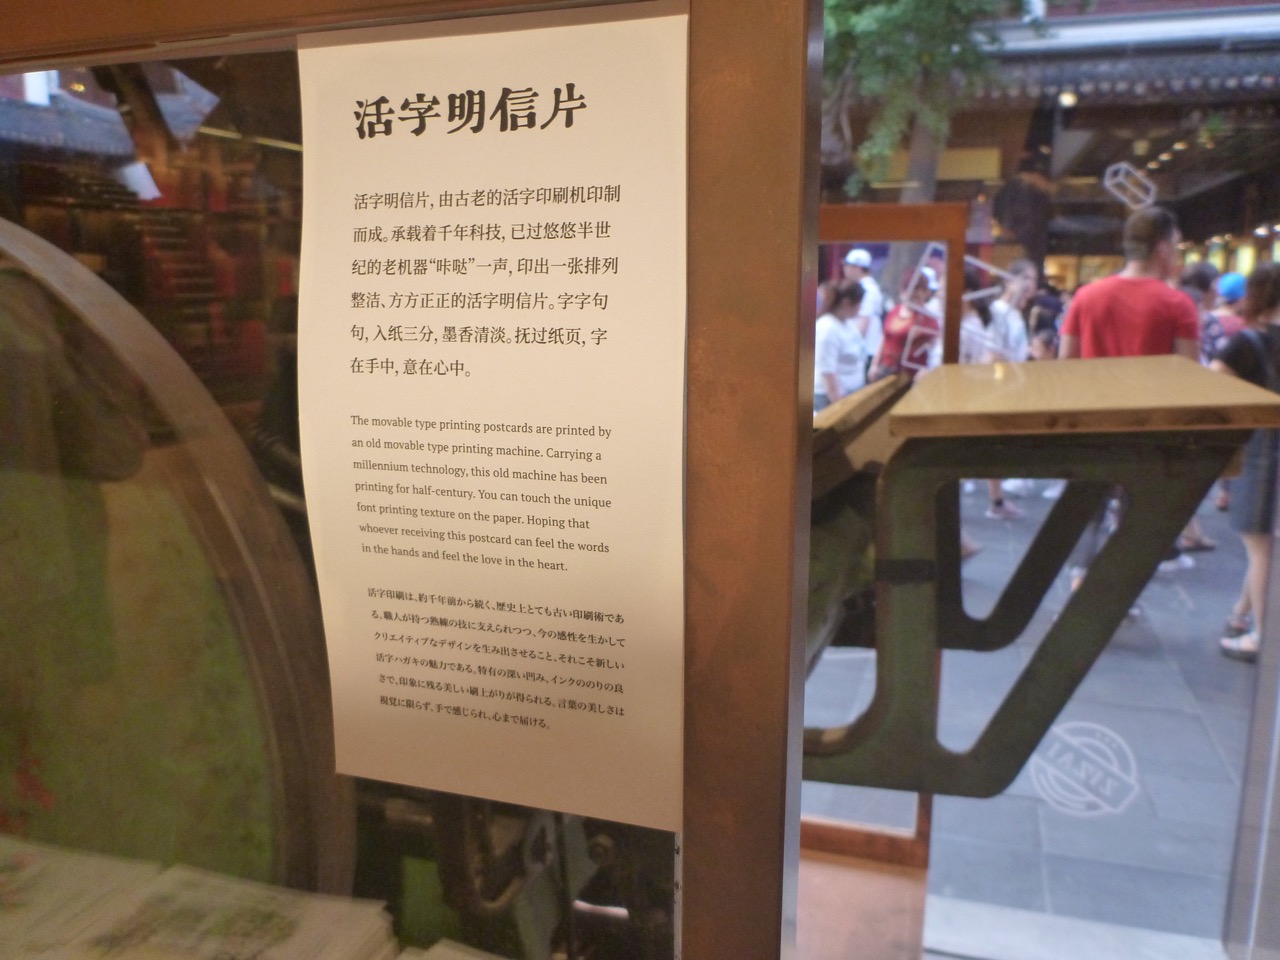 活字明信片
活字明信片，由古老的活字印刷机印制
而成。承载着千年科技，已过悠悠半世
纪的老机器“咔哒”一声，印出一张排列
整洁、方方正正的活字明信片。字字句
句，入纸三分，墨香清淡。抚过纸页，字
在手中，意在心中。
The movable type printing postcards are printed by
an old movable type printing machine. Carrying a
millennium technology, this old machine has been
printing for half-century. You can touch the unique
font printing texture on the paper. Hoping that
whoever receiving this postcard can feel the words
in the hands and feel the love in the heart.
活字印刷は、約千年前から続く、歴史上とても古い印刷術であ
る。職人が持つ熟練の技に支えられつつ、今の感性を生かして
クリエイティブなデザインを生み出させること、それこそ新しい
活字ハガキの魅力である。特有の深い凹み、インクののりの良
さで、印象に残る美しい刷上がりが得られる。言葉の美しさは
視覚に限らず、手で感じられ、心まで届ける。
ZIZAI